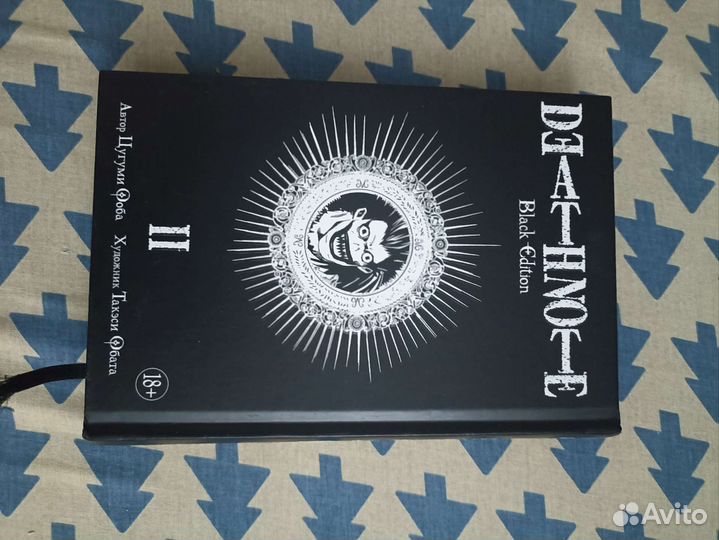 DEATHNOTE
Black Edition
II
Автор Цугуми Ооба Художник Такэси Обата
18+
Avito